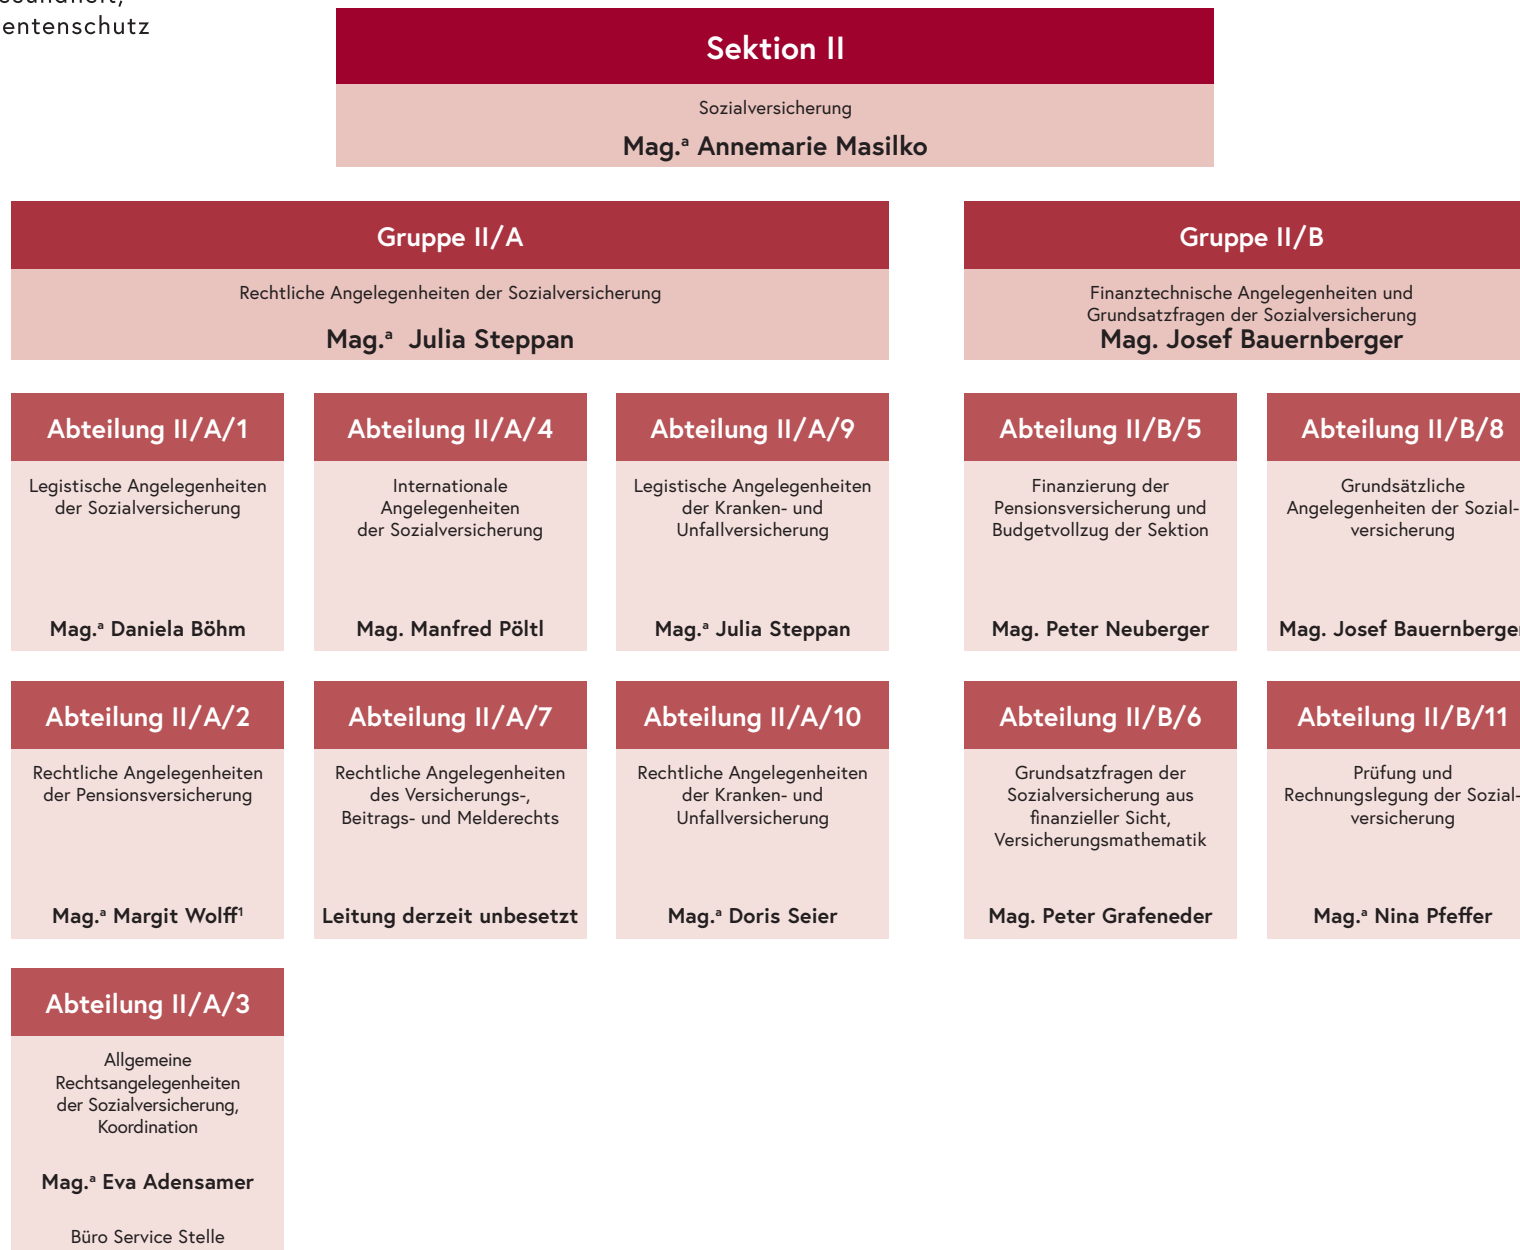 entenschutz
Sektion II
Sozialversicherung
Mag.ª Annemarie Masilko
Gruppe II/A
Rechtliche Angelegenheiten der Sozialversicherung
Mag.ª Julia Steppan
Gruppe II/B
Finanztechnische Angelegenheiten und
Grundsatzfragen der Sozialversicherung
Mag. Josef Bauernberger
Abteilung II/A/1
Legistische Angelegenheiten
der Sozialversicherung
Mag.ª Daniela Böhm
Abteilung II/A/4
Internationale
Angelegenheiten
der Sozialversicherung
Mag. Manfred Pöltl
Abteilung II/A/9
Legistische Angelegenheiten
der Kranken- und
Unfallversicherung
Mag.ª Julia Steppan
Abteilung II/B/5
Finanzierung der
Pensionsversicherung und
Budgetvollzug der Sektion
Mag. Peter Neuberger
Abteilung II/B/8
Grundsätzliche
Angelegenheiten der Sozial-
versicherung
Mag. Josef Bauernberger
Abteilung II/A/2
Rechtliche Angelegenheiten
der Pensionsversicherung
Mag.ª Margit Wolff¹
Abteilung II/A/7
Rechtliche Angelegenheiten
des Versicherungs-,
Beitrags- und Melderechts
Leitung derzeit unbesetzt
Abteilung II/A/10
Rechtliche Angelegenheiten
der Kranken- und
Unfallversicherung
Mag.ª Doris Seier
Abteilung II/B/6
Grundsatzfragen der
Sozialversicherung aus
finanzieller Sicht,
Versicherungsmathematik
Mag. Peter Grafeneder
Abteilung II/B/11
Prüfung und
Rechnungslegung der Sozial-
versicherung
Mag.ª Nina Pfeffer
Abteilung II/A/3
Allgemeine
Rechtsangelegenheiten
der Sozialversicherung,
Koordination
Mag.ª Eva Adensamer
Büro Service Stelle